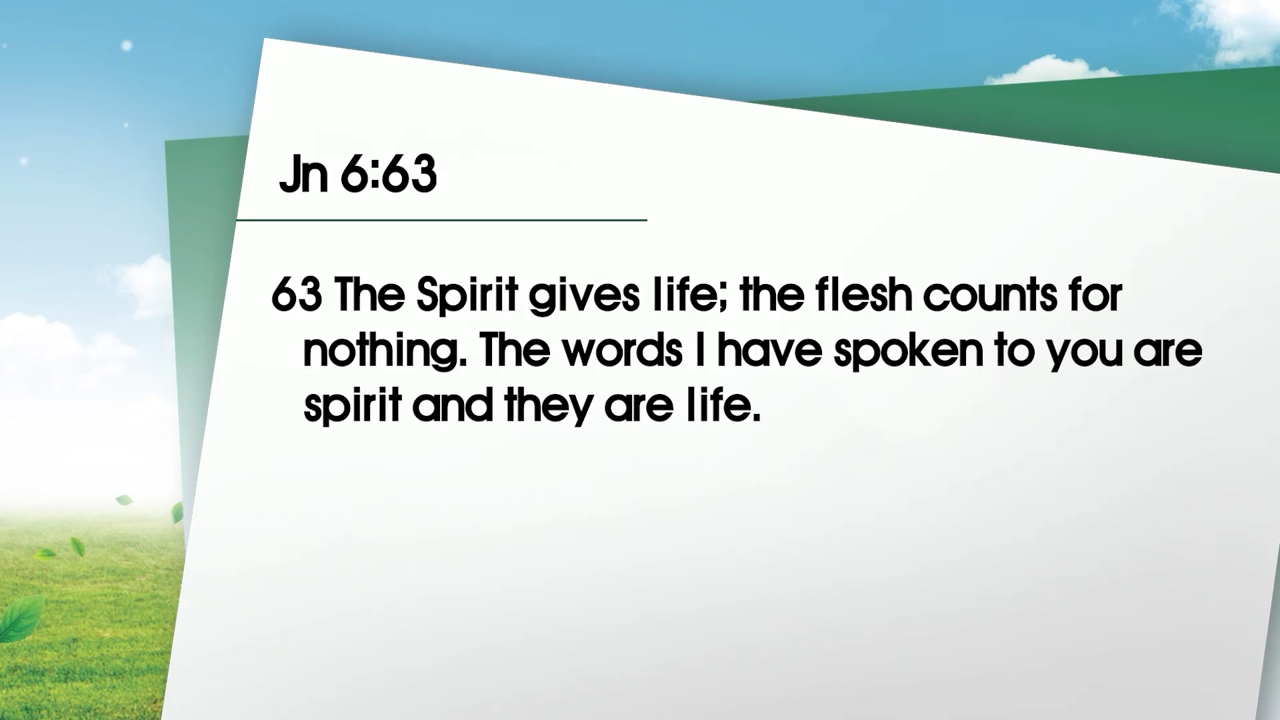 Jn 6:63
63 The Spirit gives life; the flesh counts for
nothing. The words I have spoken to you are
spirit and they are life.